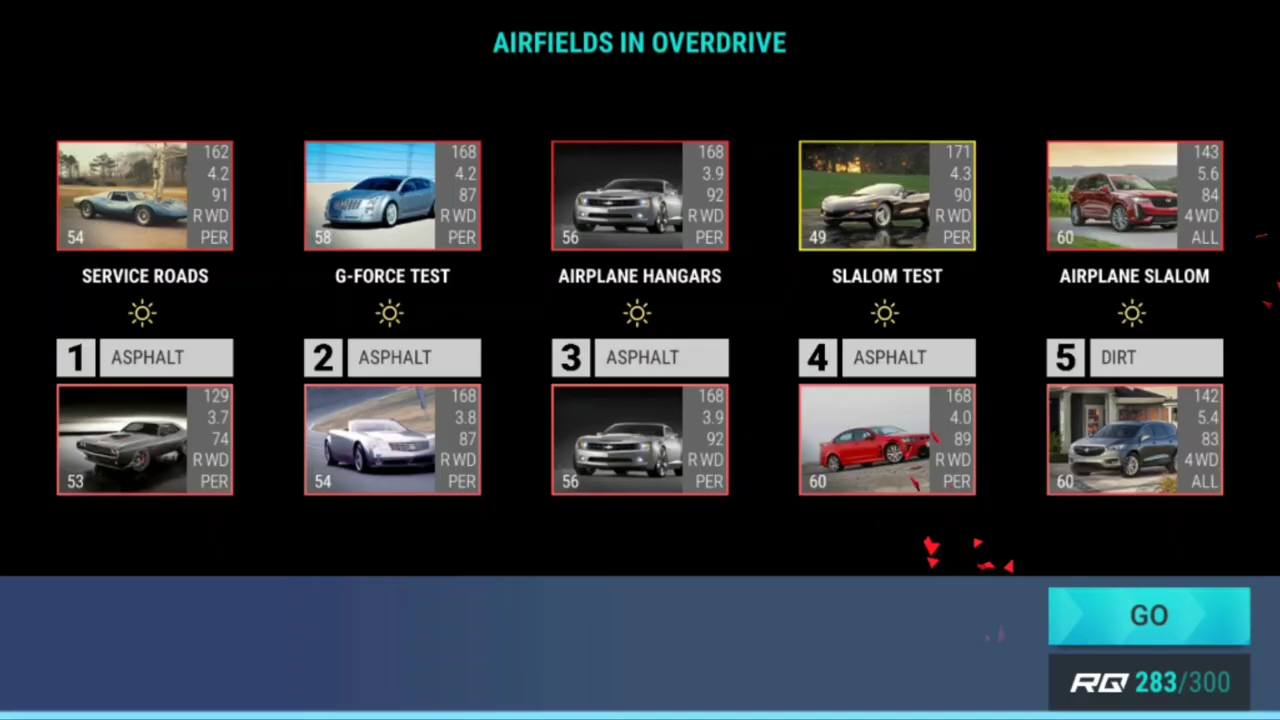 AIRFIELDS IN OVERDRIVE
162
4.2
91
RWD
PER
54
168
4.2
87
RWD
PER
58
168
3.9
92
RWD
PER
56
171
4.3
90
RWD
PER
49
143
5.6
84
4WD
ALL
60
SERVICE ROADS
G-FORCE TEST
AIRPLANE HANGARS
SLALOM TEST
AIRPLANE SLALOM
1 ASPHALT
2 ASPHALT
3 ASPHALT
4 ASPHALT
5 DIRT
129
3.7
74
RWD
PER
53
168
3.8
87
RWD
PER
54
168
3.9
92
RWD
PER
56
168
4.0
89
RWD
PER
60
142
5.4
83
4WD
ALL
60
GO
RQ 283/300